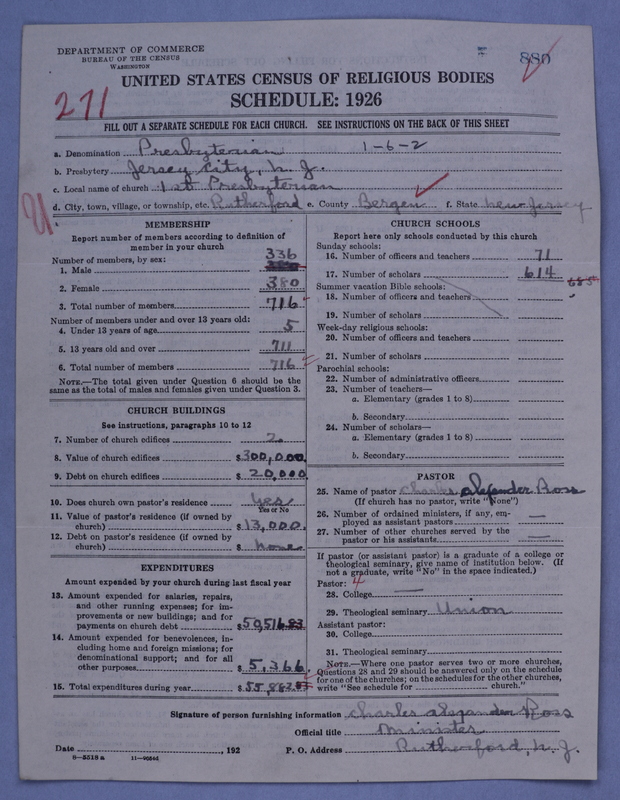 DEPARTMENT OF COMMERCE
BUREAU OF THE CENSUS
WASHINGTON
880
271
UNITED STATES CENSUS OF RELIGIOUS BODIES
SCHEDULE: 1926
FILL OUT A SEPARATE SCHEDULE FOR EACH CHURCH. SEE INSTRUCTIONS ON THE BACK OF THIS SHEET
a. Denomination Presbyterian 1-6-2
b. Presbytery Jersey City, N. J.
c. Local name of church 1st Presbyterian
d. City, town, village, or township, etc. Rutherford e. County Bergen f. State New Jersey
MEMBERSHIP
Report number of members according to definition of
member in your church
Number of members, by sex:
336
1. Male
2. Female 380
3. Total number of members 716
Number of members under and over 13 years old:
4. Under 13 years of age 5
5. 13 years old and over 711
6. Total number of members 716
NOTE.—The total given under Question 6 should be the
same as the total of males and females given under Question 3.
CHURCH BUILDINGS
See instructions, paragraphs 10 to 12
7. Number of church edifices 2
8. Value of church edifices $300,000.
9. Debt on church edifices $20,000
10. Does church own pastor's residence Yes
Yes or No
11. Value of pastor's residence (if owned by
church) $13,000.
12. Debt on pastor's residence (if owned by
church) $ None
EXPENDITURES
Amount expended by your church during last fiscal year
13. Amount expended for salaries, repairs,
and other running expenses; for im-
provements or new buildings; and for
payments on church debt $50,516.83
14. Amount expended for benevolences, in-
cluding home and foreign missions; for
denominational support; and for all
other purposes $5,366.
15. Total expenditures during year $55,882.83
CHURCH SCHOOLS
Report here only schools conducted by this church
Sunday schools:
16. Number of officers and teachers 71
17. Number of scholars 614 685
Summer vacation Bible schools:
18. Number of officers and teachers
19. Number of scholars
Week-day religious schools:
20. Number of officers and teachers
21. Number of scholars
Parochial schools:
22. Number of administrative officers
23. Number of teachers—
a. Elementary (grades 1 to 8)
b. Secondary
24. Number of scholars—
a. Elementary (grades 1 to 8)
b. Secondary
PASTOR
25. Name of pastor Charles Alexander Ross
(If church has no pastor, write "None")
26. Number of ordained ministers, if any, em-
ployed as assistant pastors —
27. Number of other churches served by the
pastor or his assistants —
If pastor (or assistant pastor) is a graduate of a college or
theological seminary, give name of institution below. (If
not a graduate, write "No" in the space indicated.)
Pastor: 4
28. College —
29. Theological seminary Union
Assistant pastor:
30. College
31. Theological seminary
NOTE.—Where one pastor serves two or more churches,
Questions 28 and 29 should be answered only on the schedule
for one of the churches; on the schedules for the other churches,
write "See schedule for church."
Signature of person furnishing information Charles Alexander Ross
Official title Minister
Date , 192 P. O. Address Rutherford, N. J.
9—5518 a